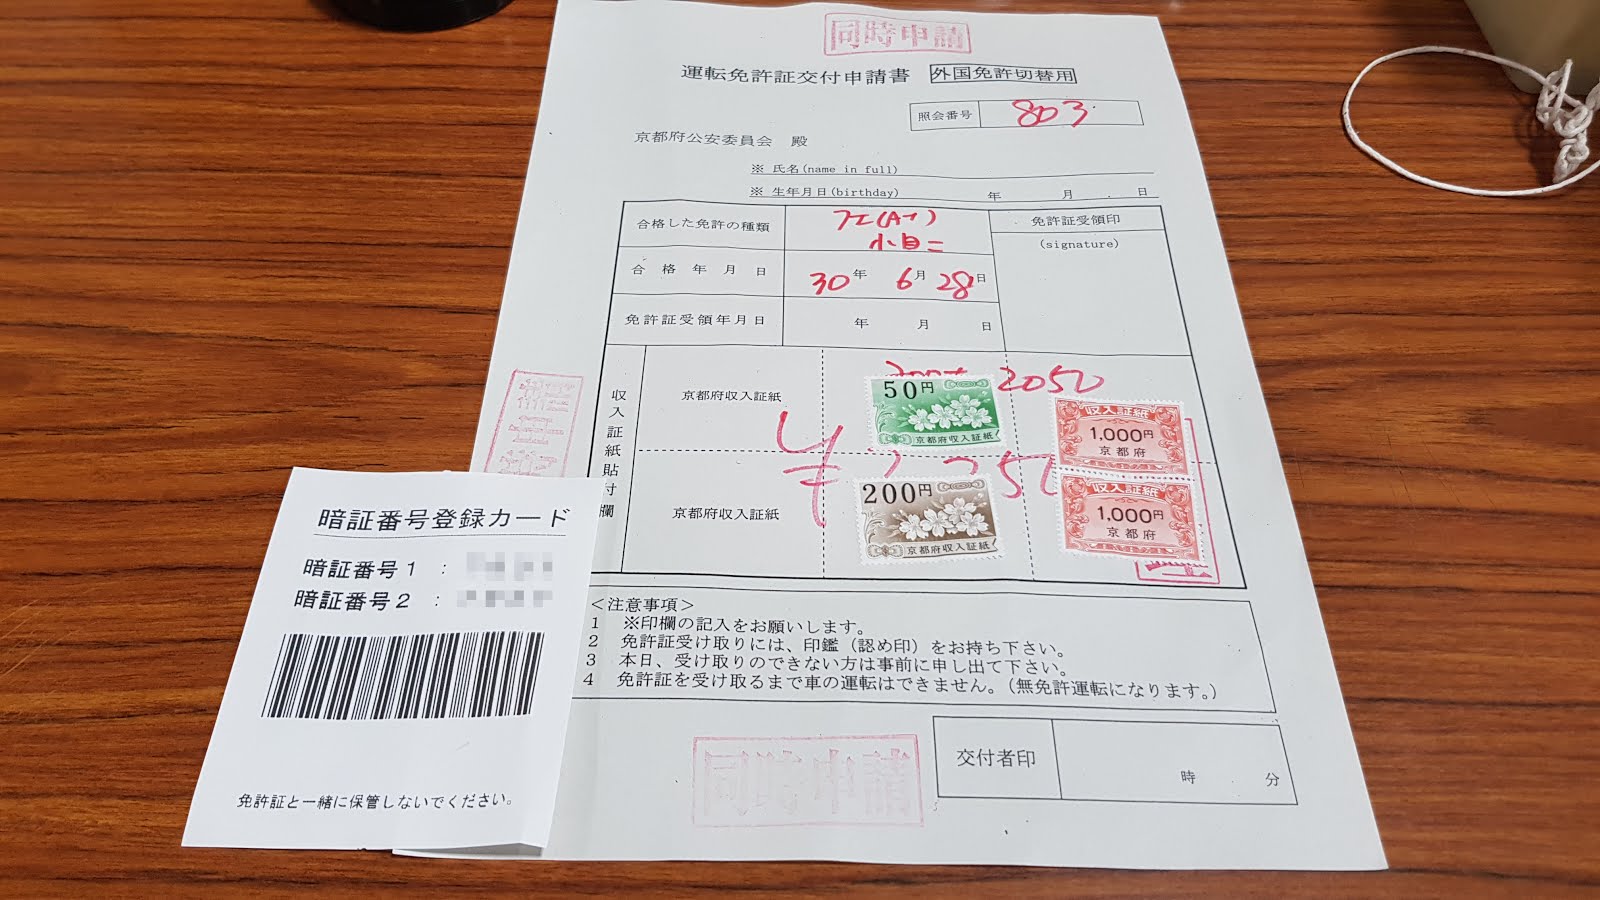 同時申請
運転免許証交付申請書 外国免許切替用
照会番号 803
京都府公安委員会 殿
※ 氏名(name in full)
※ 生年月日(birthday) 年 月 日
合格した免許の種類 (AT) 免許証受領印
小自二 (signature)
合格年月日 30年 6月 28日
免許証受領年月日 年 月 日
収入証紙貼付欄
京都府収入証紙
2050
50円
京都府収入証紙
収入証紙
1,000円
京都府
京都府収入証紙
¥
200円
京都府収入証紙
収入証紙
1,000円
京都府
<注意事項>
1 ※印欄の記入をお願いします。
2 免許証受け取りには、印鑑(認め印)をお持ち下さい。
3 本日、受け取りのできない方は事前に申し出て下さい。
4 免許証を受け取るまで車の運転はできません。(無免許運転になります。)
同時申請
交付者印 時 分
暗証番号登録カード
暗証番号1 :
暗証番号2 :
免許証と一緒に保管しないでください。